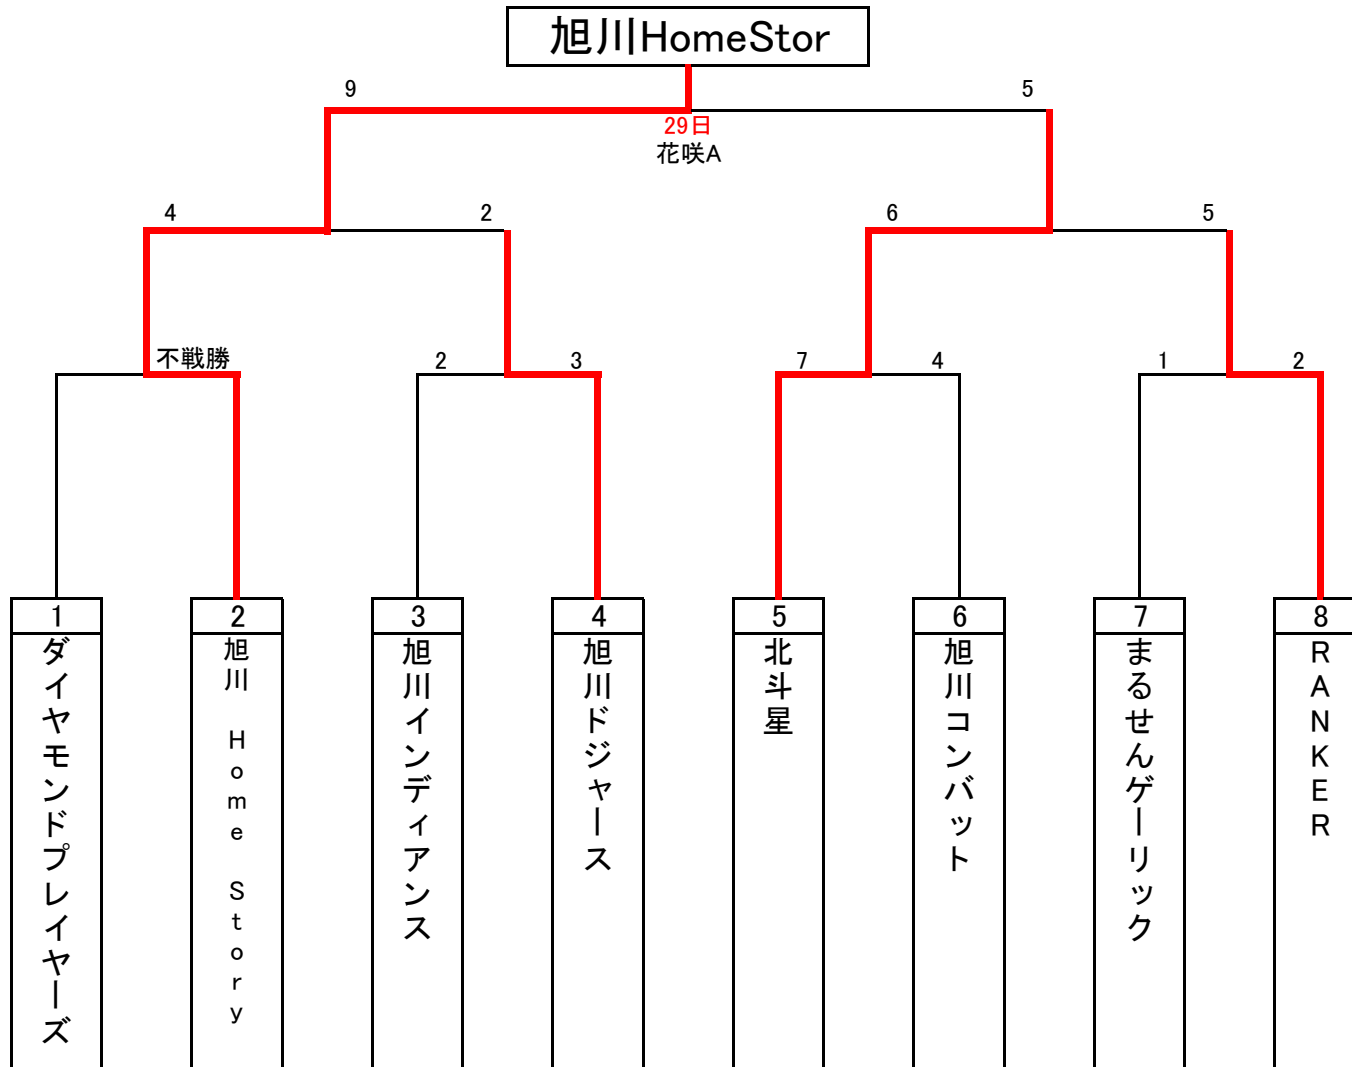 旭川HomeStor
9
5
29日
花咲A
4
2
6
5
不戦勝
2
3
7
4
1
2
1
2
3
4
5
6
7
8
ダイヤモンドプレイヤーズ
旭川 Home Story
旭川インディアンス
旭川ドジャース
北斗星
旭川コンバット
まるせんゲーリック
RANKER